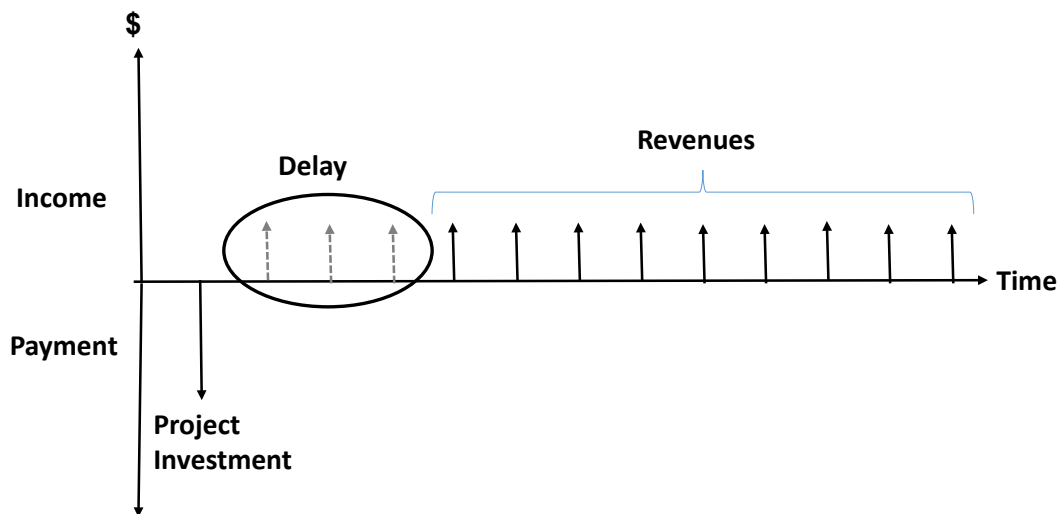 $
Revenues
Delay
Income
Time
Payment
Project
Investment